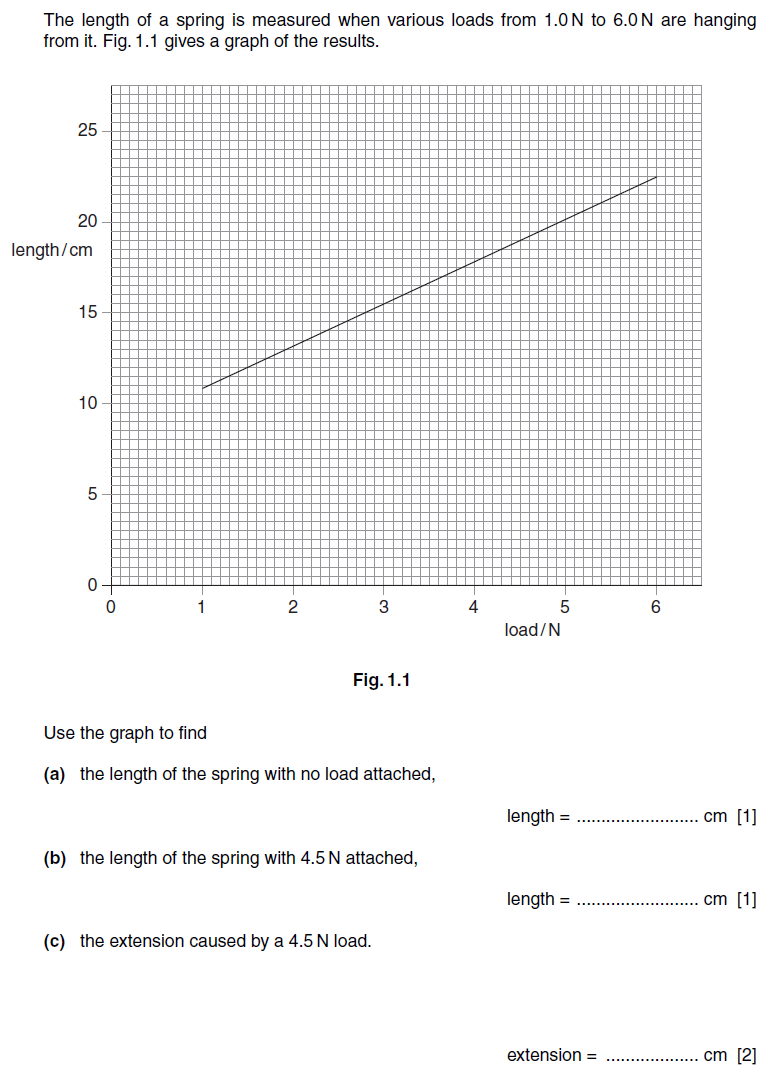 The length of a spring is measured when various loads from 1.0 N to 6.0 N are hanging
from it. Fig. 1.1 gives a graph of the results.
25
20
length / cm
15
10
5
0
0 1 2 3 4 5 6
load / N
Fig. 1.1
Use the graph to find
(a) the length of the spring with no load attached,
length = ......................... cm [1]
(b) the length of the spring with 4.5 N attached,
length = ......................... cm [1]
(c) the extension caused by a 4.5 N load.
extension = ................... cm [2]